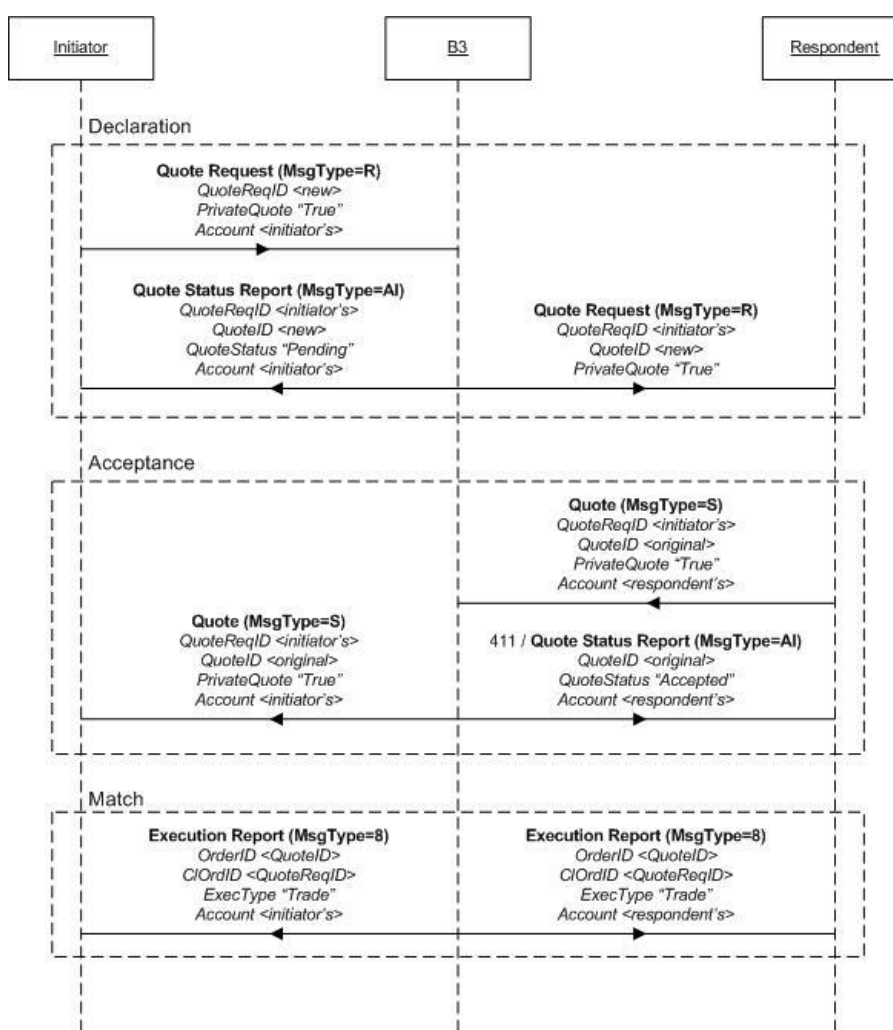 Initiator
B3
Respondent
Declaration
Quote Request (MsgType=R)
QuoteReqID <new>
PrivateQuote “True”
Account <initiator's>
Quote Status Report (MsgType=AI)
QuoteReqID <initiator's>
QuoteID <new>
QuoteStatus “Pending”
Account <initiator's>
Quote Request (MsgType=R)
QuoteReqID <initiator's>
QuoteID <new>
PrivateQuote “True”
Acceptance
Quote (MsgType=S)
QuoteReqID <initiator's>
QuoteID <original>
PrivateQuote “True”
Account <respondent's>
Quote (MsgType=S)
QuoteReqID <initiator's>
QuoteID <original>
PrivateQuote “True”
Account <initiator's>
411 / Quote Status Report (MsgType=AI)
QuoteID <original>
QuoteStatus “Accepted”
Account <respondent's>
Match
Execution Report (MsgType=8)
OrderID <QuoteID>
ClOrdID <QuoteReqID>
ExecType “Trade”
Account <initiator's>
Execution Report (MsgType=8)
OrderID <QuoteID>
ClOrdID <QuoteReqID>
ExecType “Trade”
Account <respondent's>